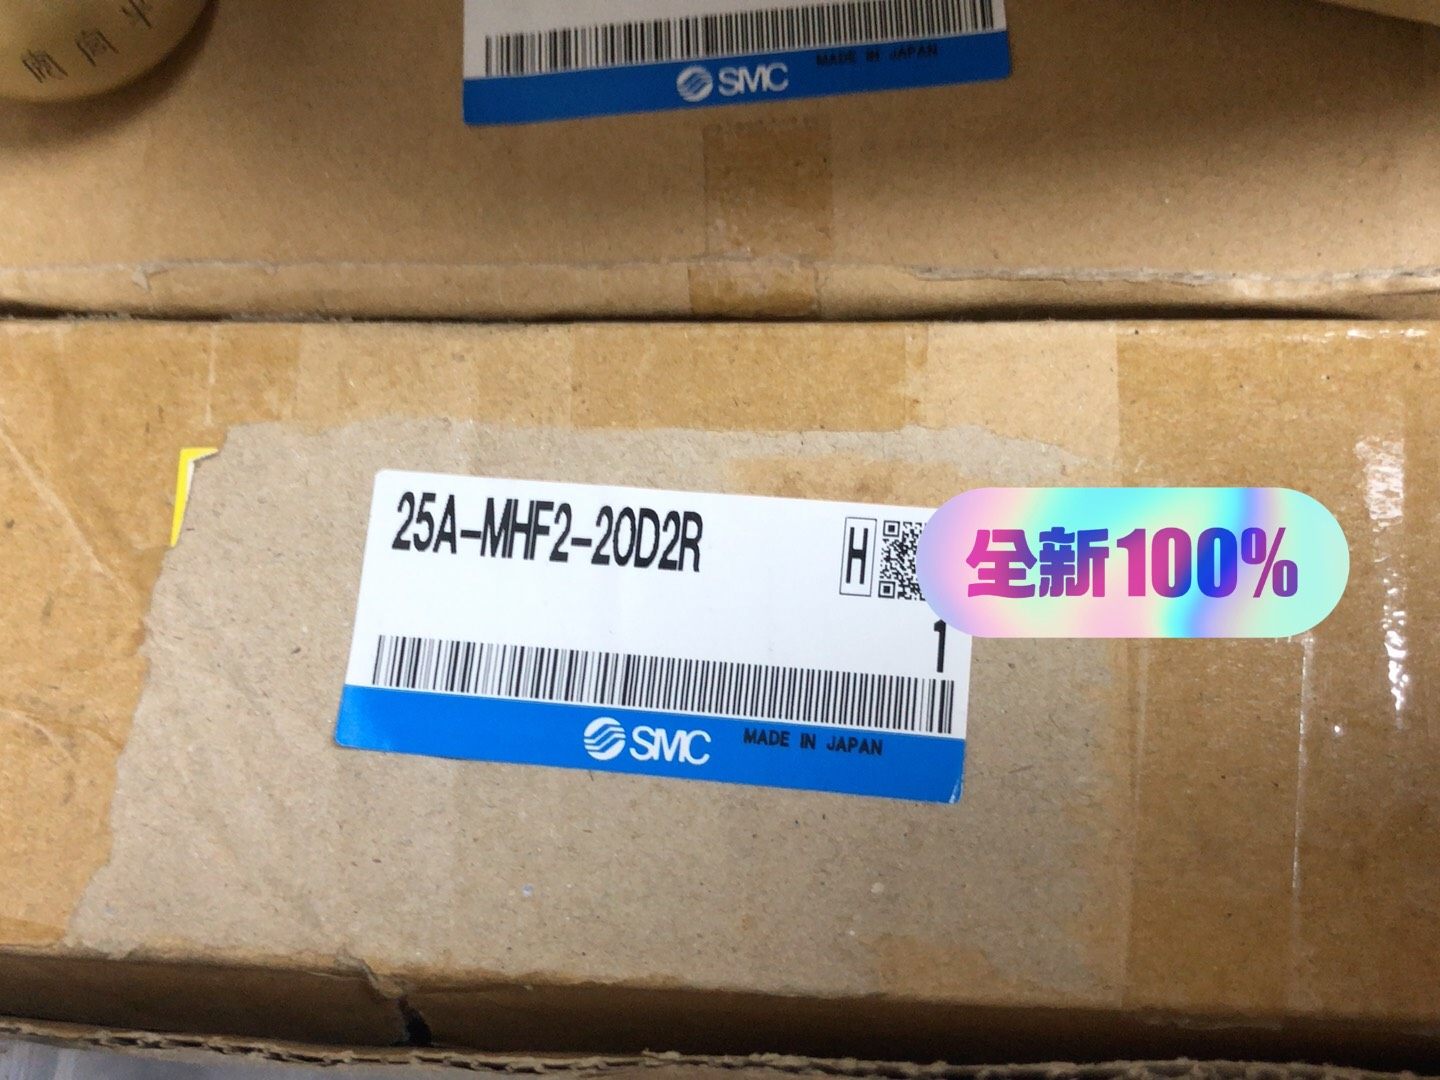 MADE IN JAPAN
SMC
25A-MHF2-20D2R
H
全新100%
1
SMC
MADE IN JAPAN